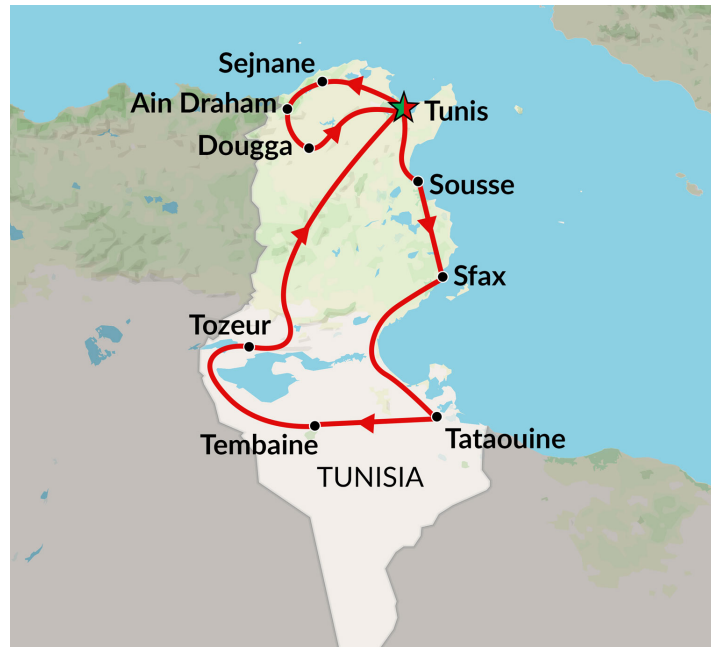 Sejnane
Ain Draham
Tunis
Dougga
Sousse
Sfax
Tozeur
Tembaine
Tataouine
TUNISIA